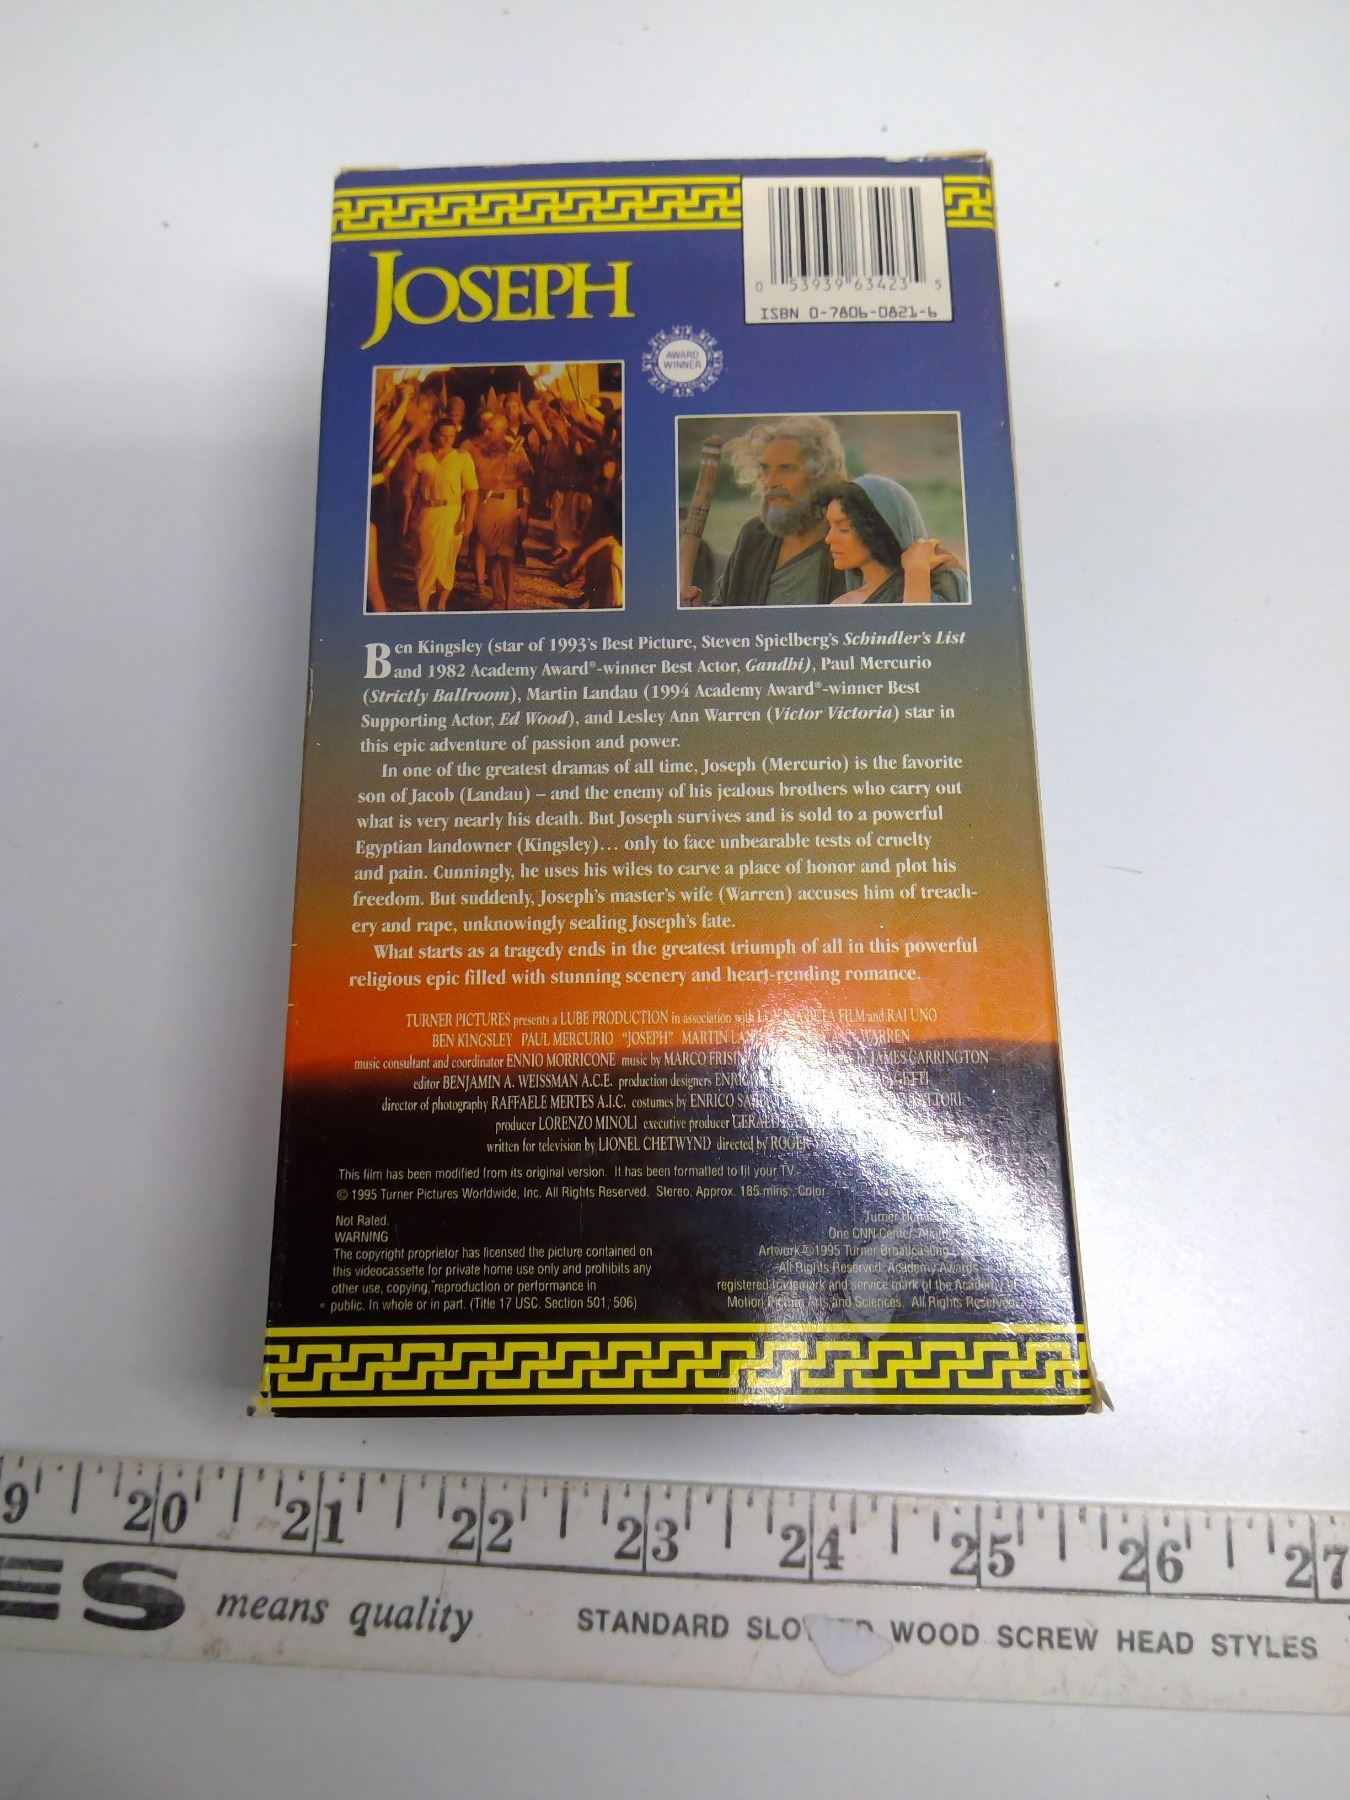 JOSEPH
0 53939 63423 5
ISBN 0-7806-0821-6
AWARD
WINNER
Ben Kingsley (star of 1993's Best Picture, Steven Spielberg's Schindler's List
and 1982 Academy Award®-winner Best Actor, Gandhi), Paul Mercurio
(Strictly Ballroom), Martin Landau (1994 Academy Award®-winner Best
Supporting Actor, Ed Wood), and Lesley Ann Warren (Victor Victoria) star in
this epic adventure of passion and power.
In one of the greatest dramas of all time, Joseph (Mercurio) is the favorite
son of Jacob (Landau) – and the enemy of his jealous brothers who carry out
what is very nearly his death. But Joseph survives and is sold to a powerful
Egyptian landowner (Kingsley)... only to face unbearable tests of cruelty
and pain. Cunningly, he uses his wiles to carve a place of honor and plot his
freedom. But suddenly, Joseph's master's wife (Warren) accuses him of treach-
ery and rape, unknowingly sealing Joseph's fate.
What starts as a tragedy ends in the greatest triumph of all in this powerful
religious epic filled with stunning scenery and heart-rending romance.
TURNER PICTURES presents a LUBE PRODUCTION in association with FILM and RAI UNO
BEN KINGSLEY PAUL MERCURIO "JOSEPH" MARTIN WARREN
music consultant and coordinator ENNIO MORRICONE music by MARCO JAMES CARRINGTON
editor BENJAMIN A. WEISSMAN A.C.E. production designers
director of photography RAFFAELE MERTES A.I.C. costumes by ENRICO
producer LORENZO MINOLI executive producer
written for television by LIONEL CHETWYND directed by ROGER
This film has been modified from its original version. It has been formatted to fit your TV.
© 1995 Turner Pictures Worldwide, Inc. All Rights Reserved. Stereo. Approx. 185 mins., Color
Not Rated.
WARNING
The copyright proprietor has licensed the picture contained on
this videocassette for private home use only and prohibits any
other use, copying, reproduction or performance in
public. In whole or in part. (Title 17 USC. Section 501, 506)
Turner
One CNN Center,
Artwork © 1995 Turner Broadcasting
All Rights Reserved. Academy Awards
registered trademark and service mark of the Academy of
Motion Picture Arts and Sciences. All Rights Reserved.
9 20 21 22 23 24 25 26 27
ES means quality STANDARD WOOD SCREW HEAD STYLES